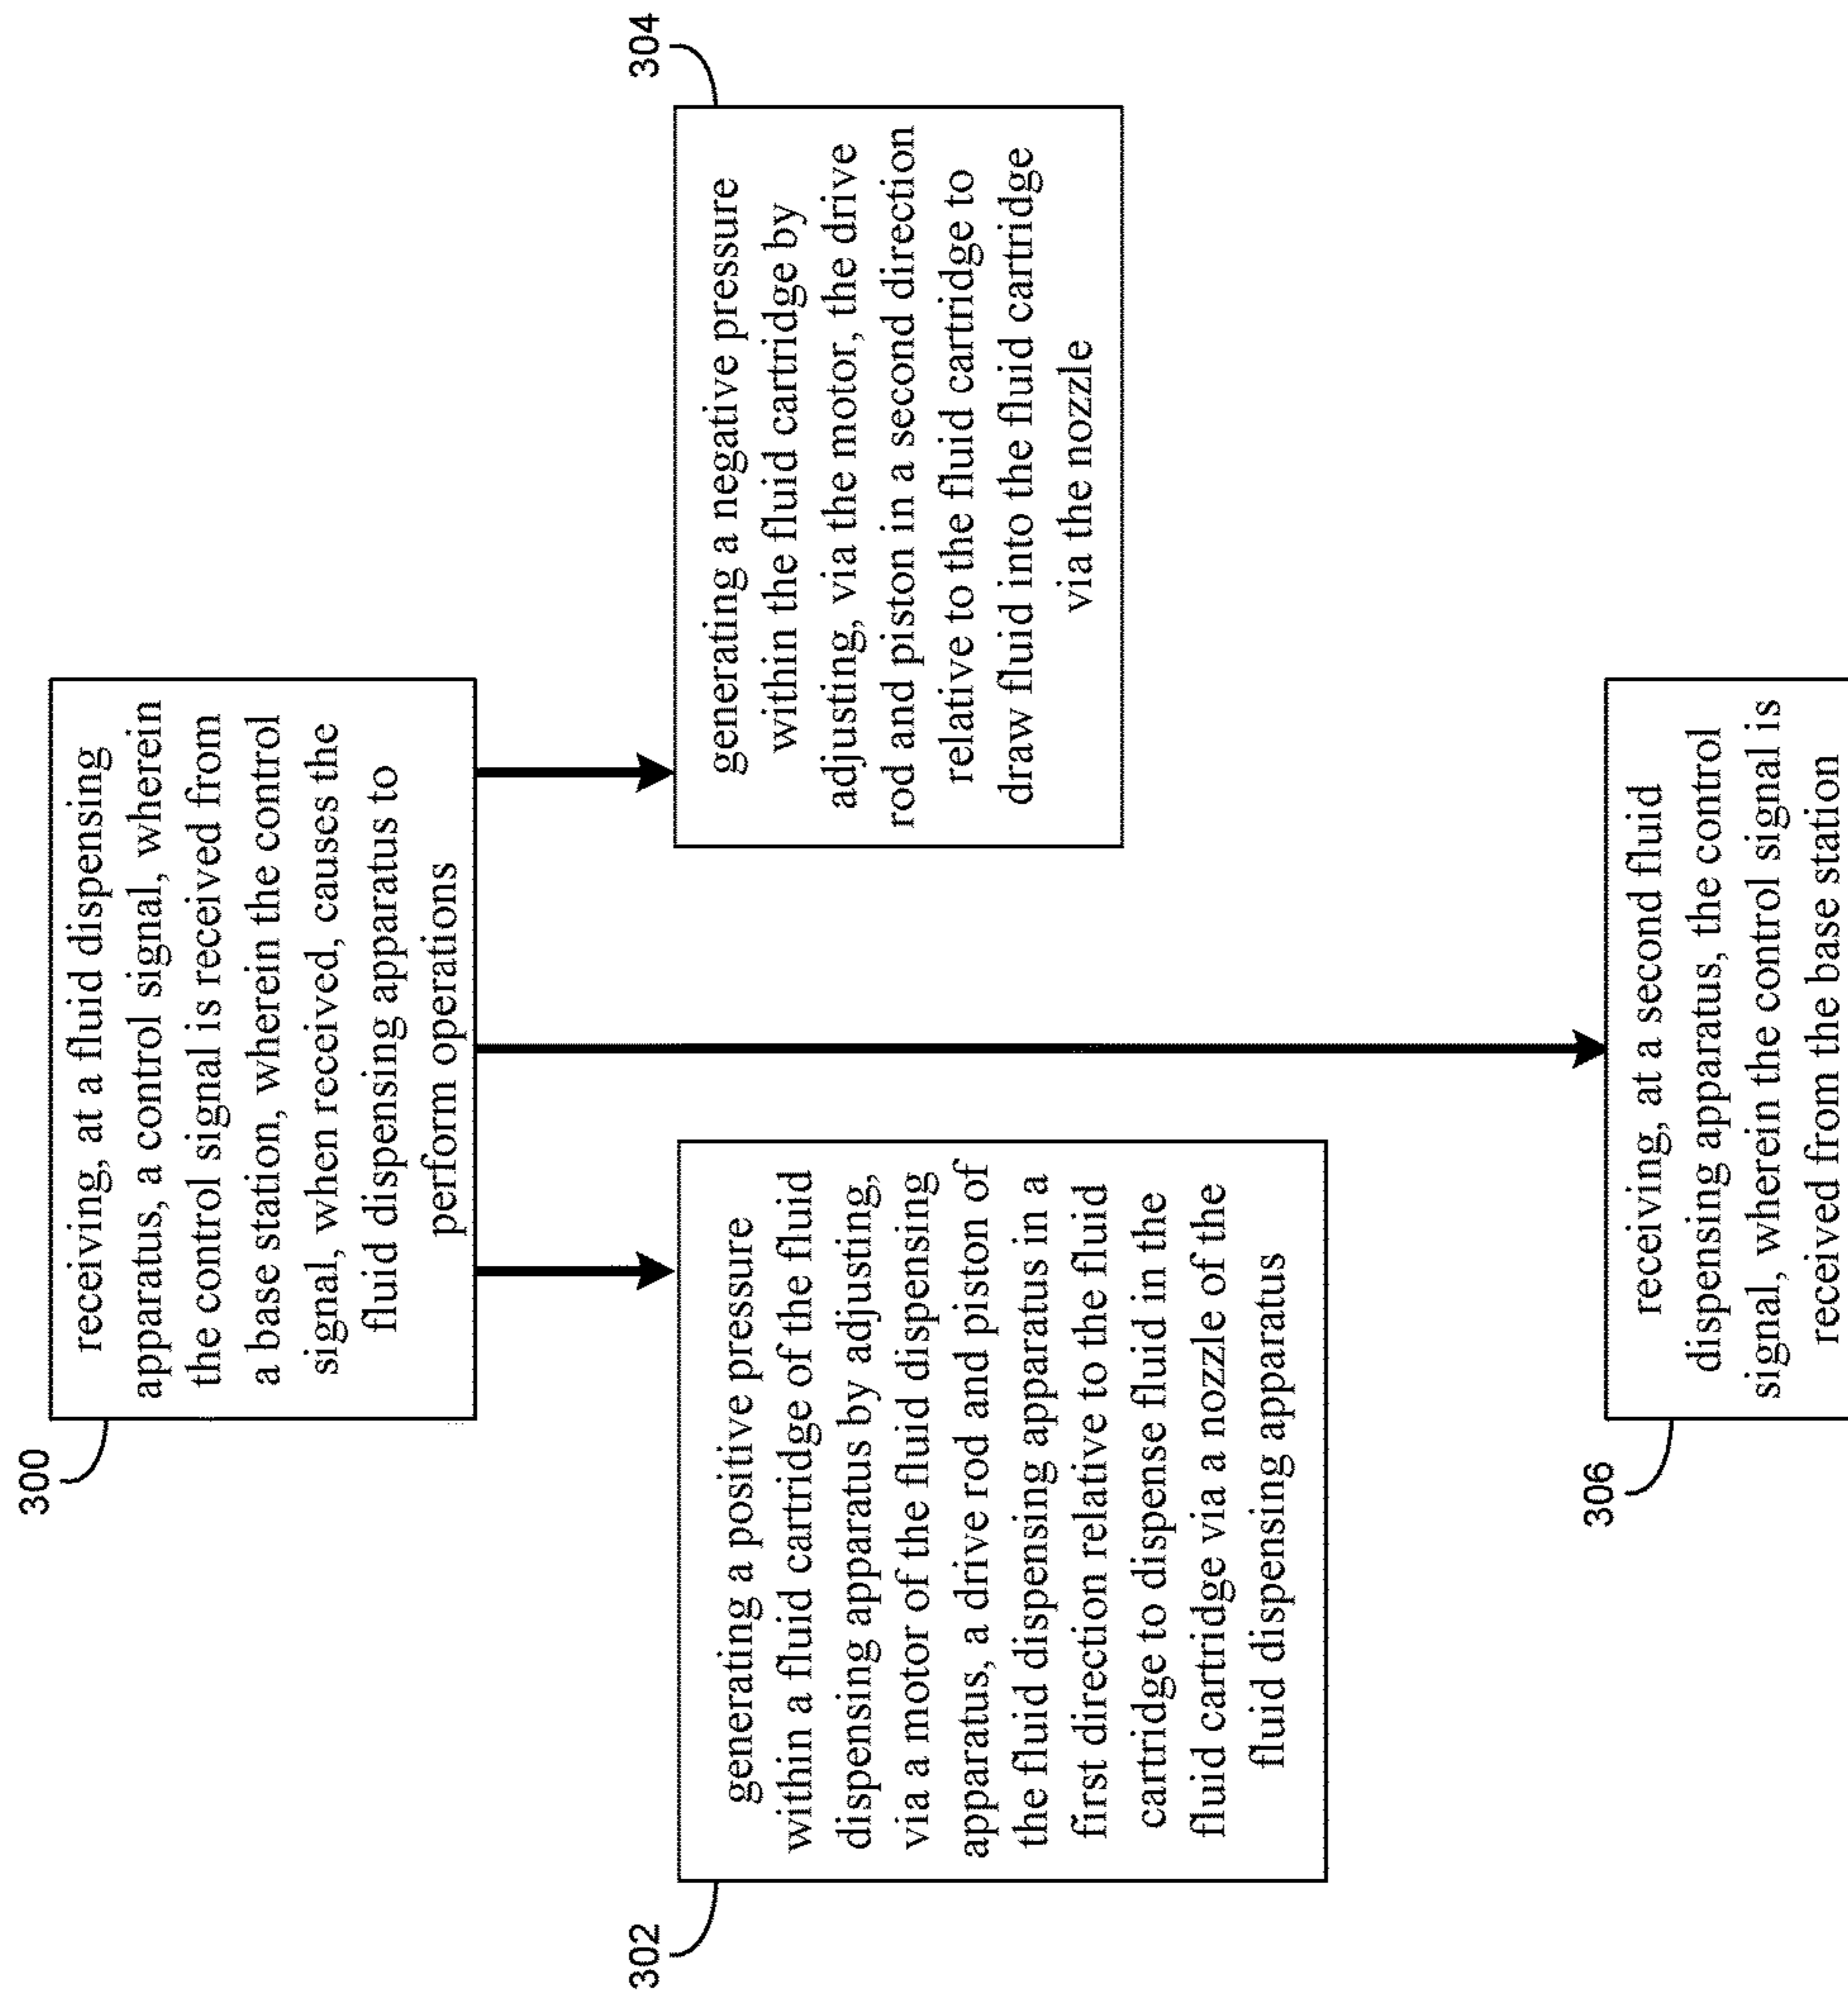 300
receiving, at a fluid dispensing
apparatus, a control signal, wherein
the control signal is received from
a base station, wherein the control
signal, when received, causes the
fluid dispensing apparatus to
perform operations
302
generating a positive pressure
within a fluid cartridge of the fluid
dispensing apparatus by adjusting,
via a motor of the fluid dispensing
apparatus, a drive rod and piston of
the fluid dispensing apparatus in a
first direction relative to the fluid
cartridge to dispense fluid in the
fluid cartridge via a nozzle of the
fluid dispensing apparatus
304
generating a negative pressure
within the fluid cartridge by
adjusting, via the motor, the drive
rod and piston in a second direction
relative to the fluid cartridge to
draw fluid into the fluid cartridge
via the nozzle
306
receiving, at a second fluid
dispensing apparatus, the control
signal, wherein the control signal is
received from the base station